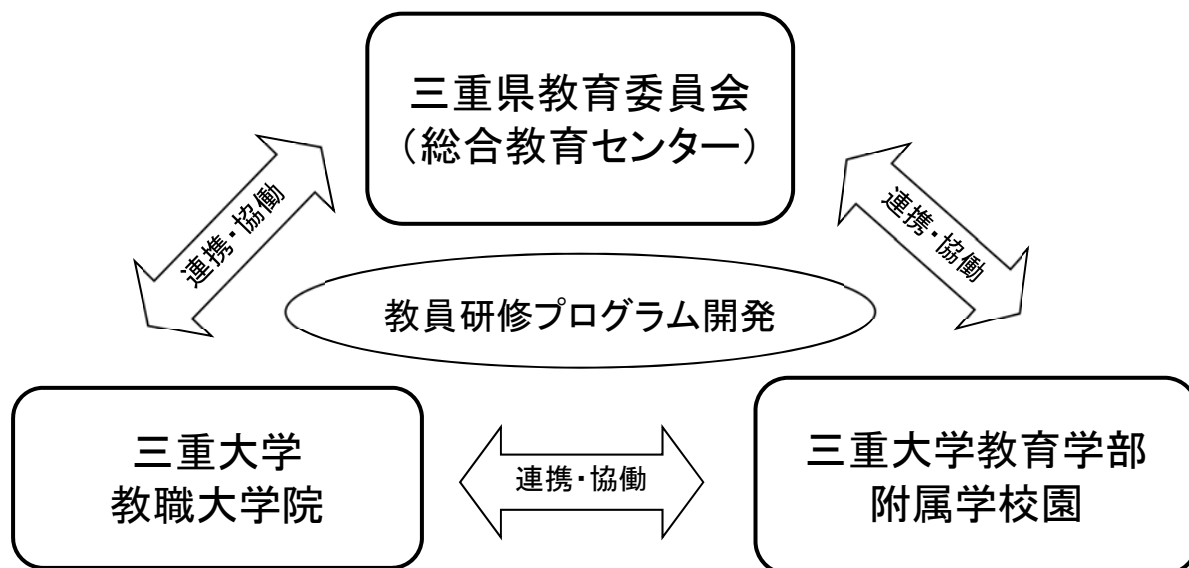 三重県教育委員会
（総合教育センター）
連携・協働
連携・協働
教員研修プログラム開発
三重大学
教職大学院
連携・協働
三重大学教育学部
附属学校園